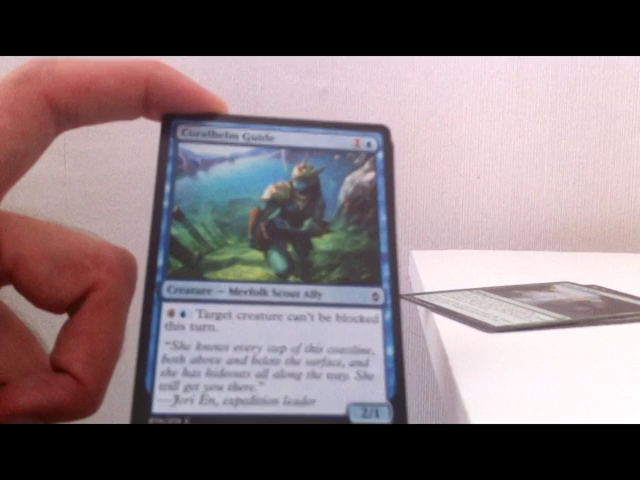 Coralhelm Guide 1
Creature — Merfolk Scout Ally
4 Target creature can't be blocked
this turn.
"She knows every step of this coastline,
both above and below the surface, and
she has hideouts all along the way. She
will get you there."
—Jori En, expedition leader
2/1